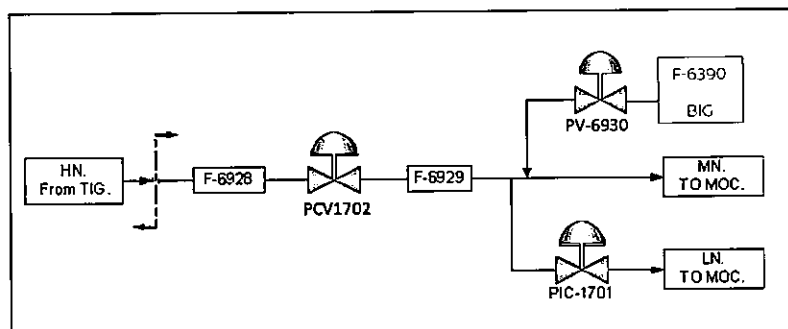 F-6390
BIG
PV-6930
HN.
From TIG.
F-6928
PCV1702
F-6929
MN.
TO MOC.
PIC-1701
LN.
TO MOC.